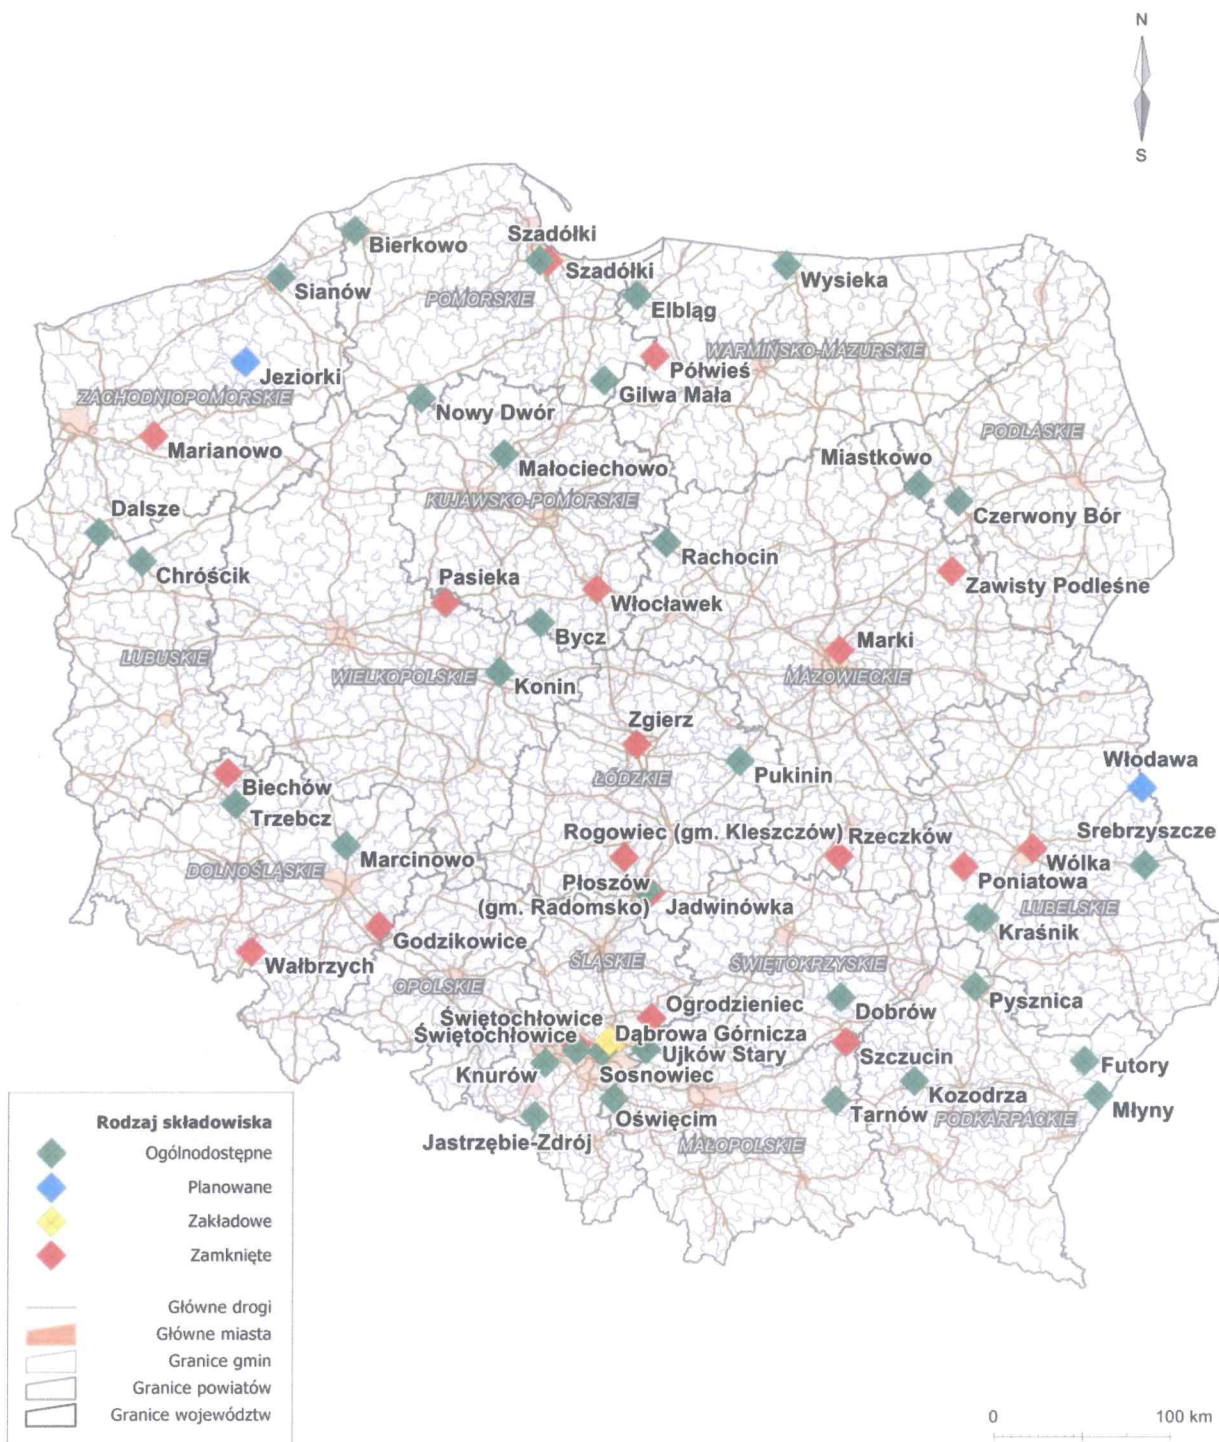 N
S
Bierkowo
Szadółki
Szadółki
Sianów
POMORSKIE
Wysieka
Elbląg
WARMIŃSKO-MAZURSKIE
Półwieś
Jeziorki
Gilwa Mała
ZACHODNIOPOMORSKIE
Nowy Dwór
Marianowo
PODLASKIE
Małociechowo
Miastkowo
KUJAWSKO-POMORSKIE
Czerwony Bór
Dalsze
Chróścik
Rachocin
Pasieka
Włocławek
Zawisty Podleśne
Bycz
Marki
LUBUSKIE
WIELKOPOLSKIE
Konin
MAZOWIECKIE
Zgierz
Włodawa
Biechów
ŁÓDZKIE
Pukinin
Trzebcz
Srebrzyszcze
Rogowiec (gm. Kleszczów)
Rzeczków
Marcinowo
Wólka
DOLNOŚLĄSKIE
Płoszów
(gm. Radomsko)
Jadwinówka
Poniatowa
LUBELSKIE
Kraśnik
Godzikowice
Wałbrzych
ŚLĄSKIE
ŚWIĘTOKRZYSKIE
OPOLSKIE
Pysznica
Ogrodzieniec
Dobrów
Świętochłowice
Świętochłowice
Dąbrowa Górnicza
Ujków Stary
Szczucin
Futory
Knurów
Sosnowiec
Kozodrza
Młyny
Oświęcim
Tarnów
PODKARPACKIE
Jastrzębie-Zdrój
MAŁOPOLSKIE
Rodzaj składowiska
Ogólnodostępne
Planowane
Zakładowe
Zamknięte
Główne drogi
Główne miasta
Granice gmin
Granice powiatów
Granice województw
0 100 km